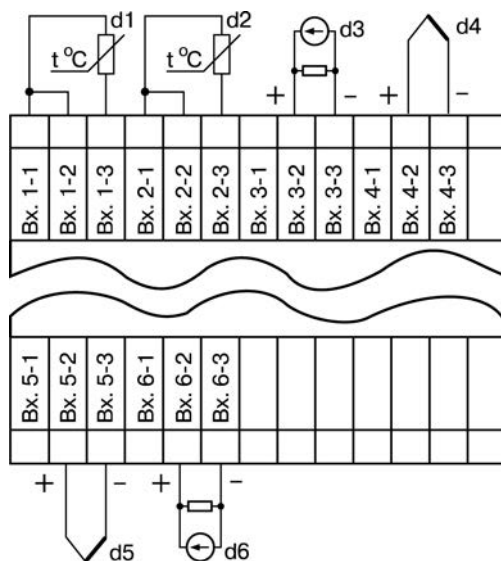 d1
d2
d3
d4
t °C
t °C
+
−
+
−
Вх. 1-1
Вх. 1-2
Вх. 1-3
Вх. 2-1
Вх. 2-2
Вх. 2-3
Вх. 3-1
Вх. 3-2
Вх. 3-3
Вх. 4-1
Вх. 4-2
Вх. 4-3
Вх. 5-1
Вх. 5-2
Вх. 5-3
Вх. 6-1
Вх. 6-2
Вх. 6-3
+
−
+
−
d5
d6